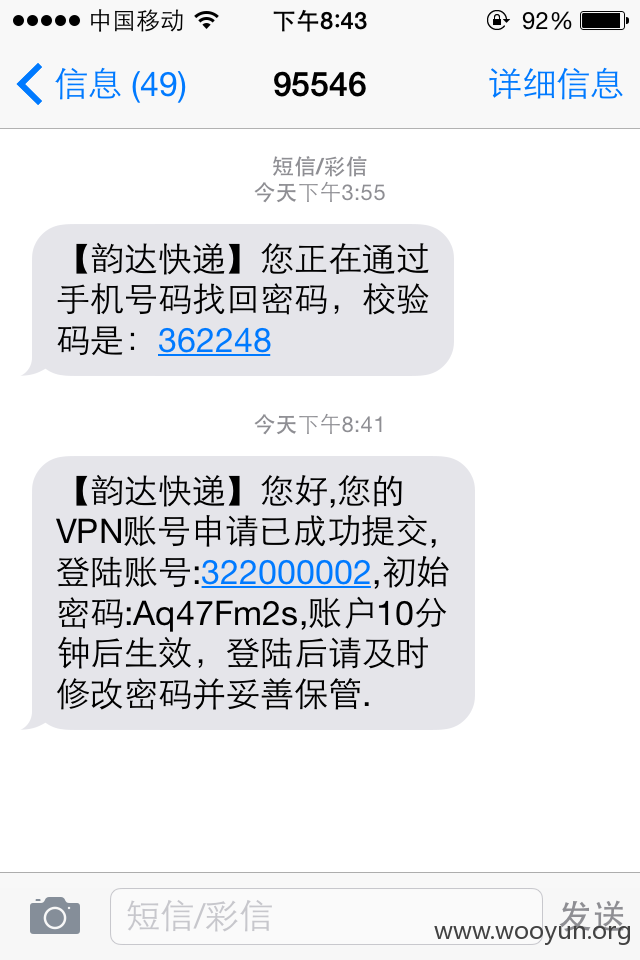 中国移动 下午8:43 92%
信息 (49) 95546 详细信息
短信/彩信
今天下午3:55
【韵达快递】您正在通过
手机号码找回密码，校验
码是：362248
今天下午8:41
【韵达快递】您好,您的
VPN账号申请已成功提交,
登陆账号:322000002,初始
密码:Aq47Fm2s,账户10分
钟后生效，登陆后请及时
修改密码并妥善保管.
短信/彩信 发送
www.wooyun.org